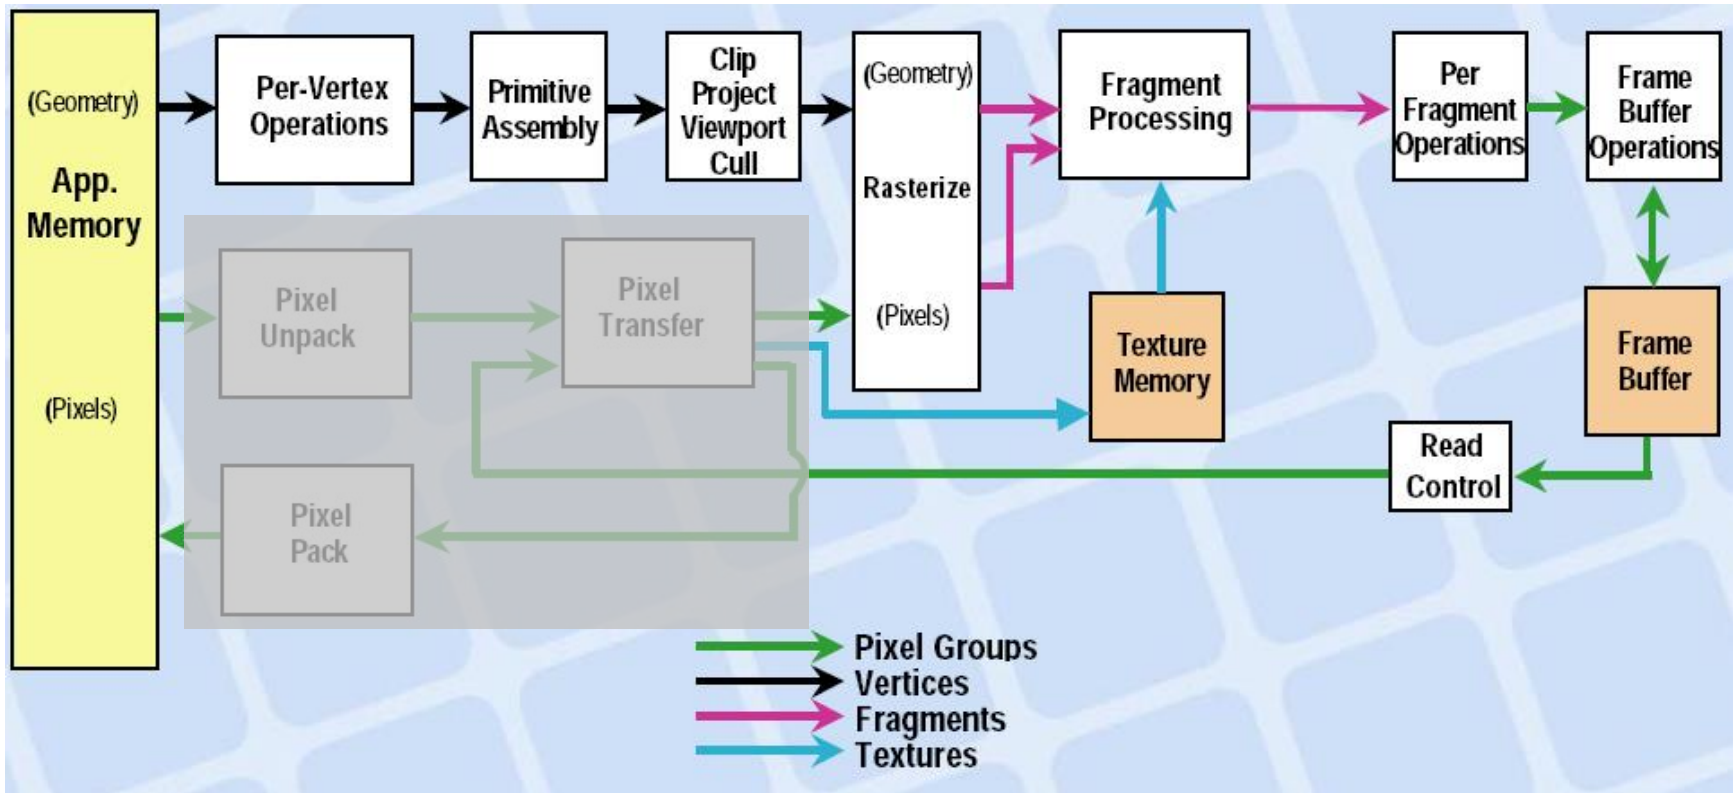 (Geometry)
App.
Memory
(Pixels)
Per-Vertex
Operations
Primitive
Assembly
Clip
Project
Viewport
Cull
(Geometry)
Rasterize
(Pixels)
Fragment
Processing
Per
Fragment
Operations
Frame
Buffer
Operations
Pixel
Unpack
Pixel
Transfer
Texture
Memory
Frame
Buffer
Read
Control
Pixel
Pack
Pixel Groups
Vertices
Fragments
Textures